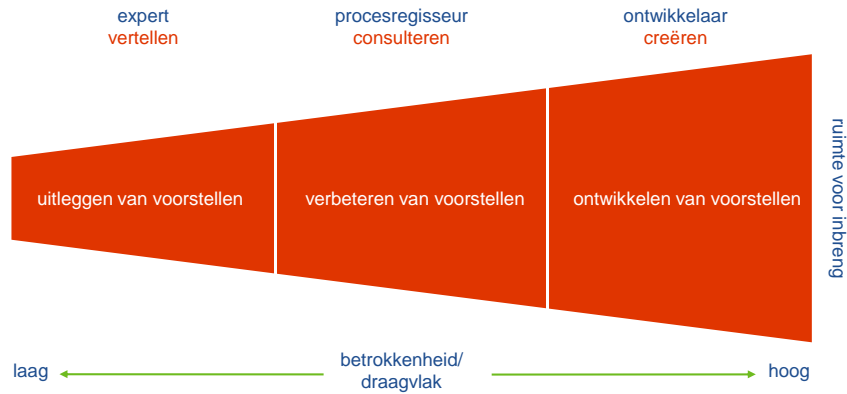 expert
vertellen
procesregisseur
consulteren
ontwikkelaar
creëren
uitleggen van voorstellen
verbeteren van voorstellen
ontwikkelen van voorstellen
ruimte voor inbreng
laag
betrokkenheid/
draagvlak
hoog